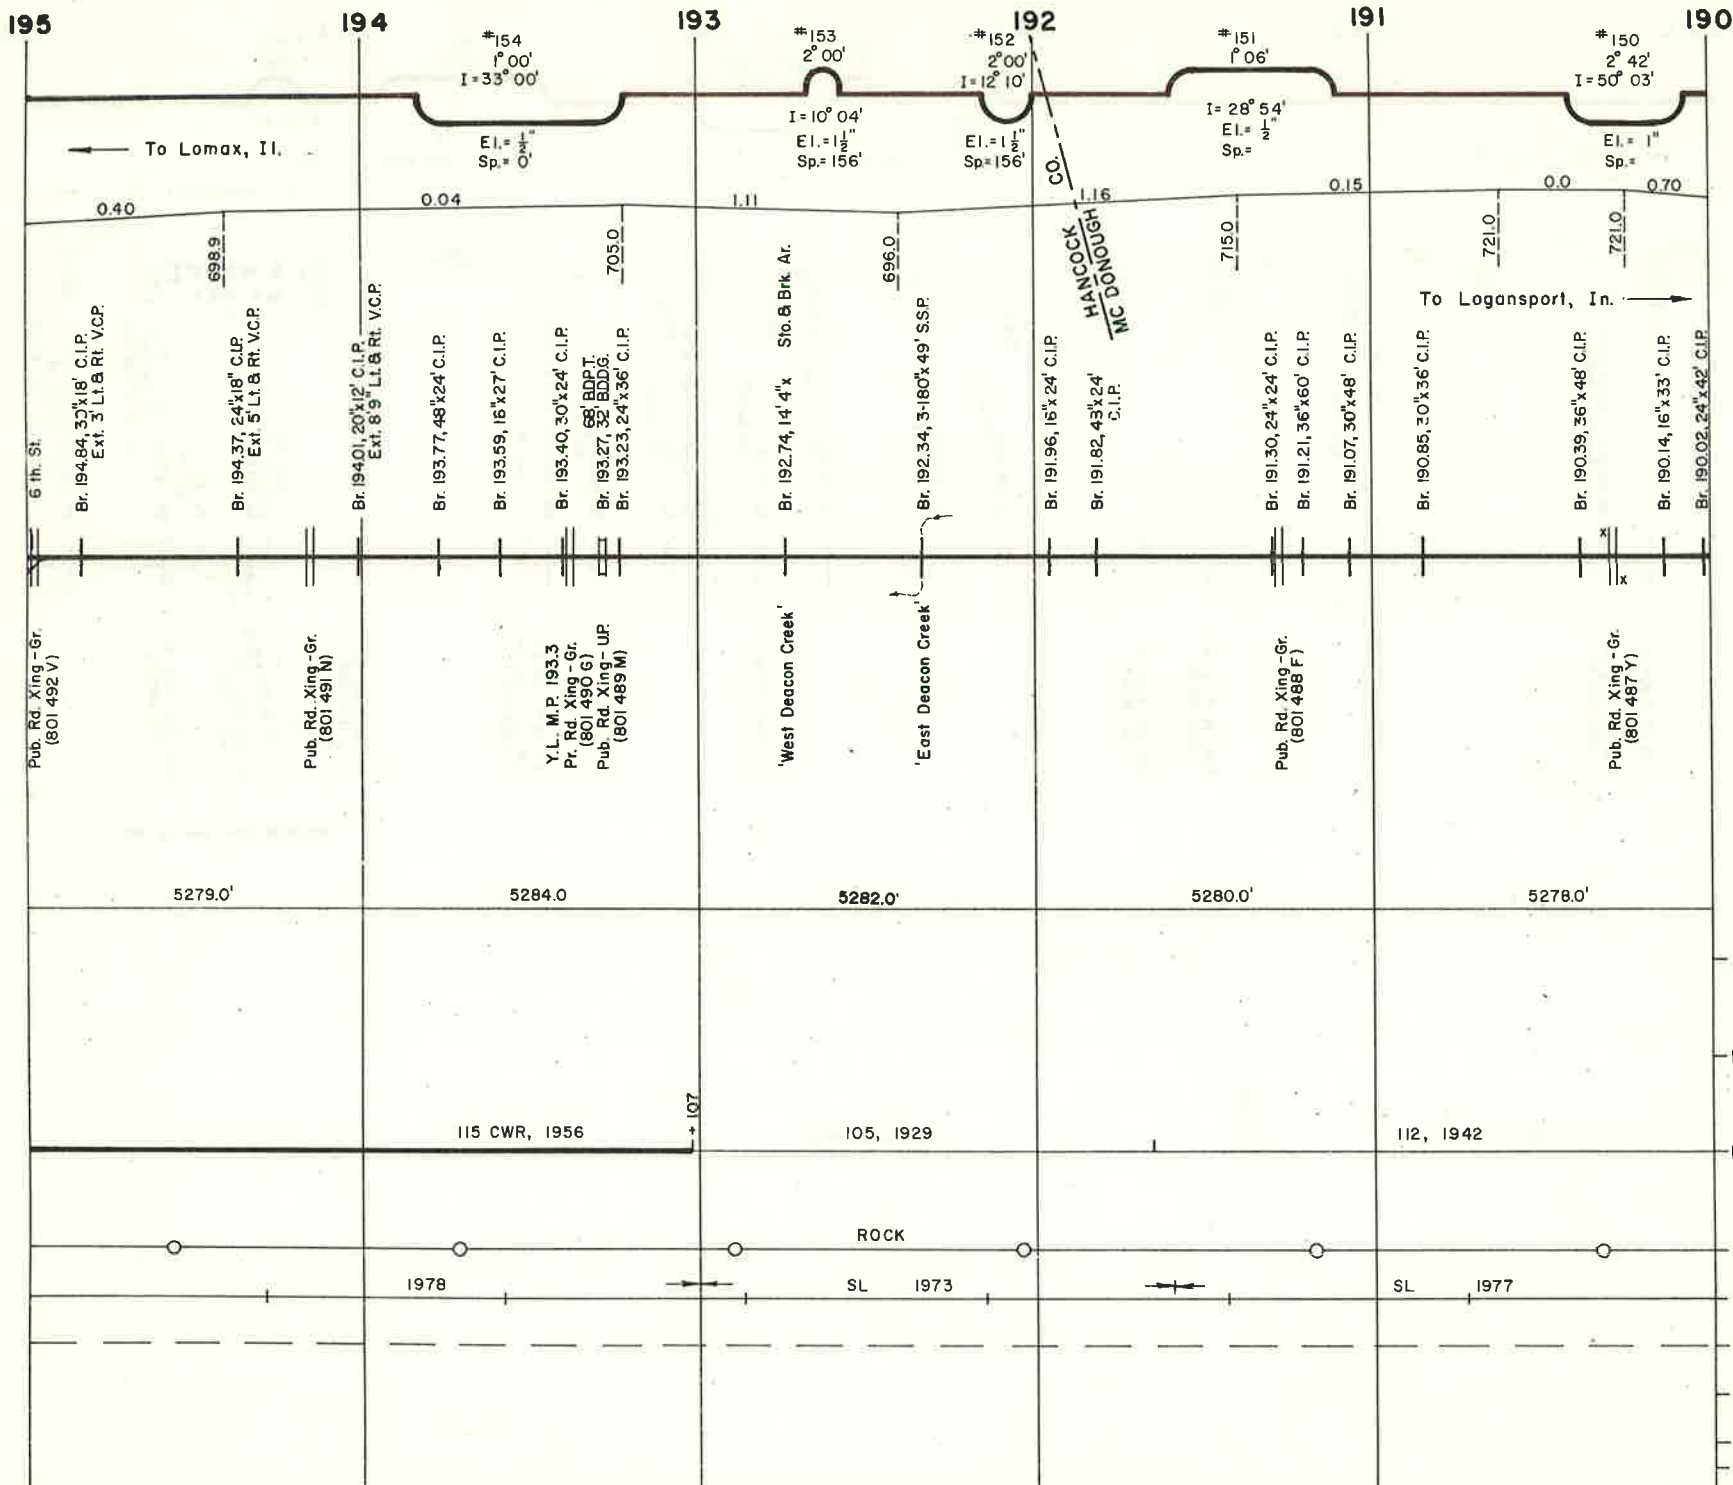 195
194
193
192
191
190
#154
1° 00'
I = 33° 00'
El. = ½"
Sp. = 0'
#153
2° 00'
I = 10° 04'
El. = 1½"
Sp. = 156'
#152
2° 00'
I = 12° 10'
El. = 1½"
Sp. = 156'
#151
1° 06'
I = 28° 54'
El. = ½"
Sp. =
#150
2° 42'
I = 50° 03'
El. = 1"
Sp. =
To Lomax, Il.
To Logansport, In.
0.40
0.04
1.11
1.16
0.15
0.0
0.70
698.9
705.0
696.0
715.0
721.0
721.0
CO.
HANCOCK
MC DONOUGH
6 th. St.
Br. 194.84, 30"x18' C.I.P.
Ext. 3' Lt. & Rt. V.C.P.
Br. 194.37, 24"x18" C.I.P.
Ext. 5' Lt. & Rt. V.C.P.
Br. 194.01, 20"x12' C.I.P.
Ext. 8'9" Lt. & Rt. V.C.P.
Br. 193.77, 48"x24' C.I.P.
Br. 193.59, 16"x27' C.I.P.
Br. 193.40, 30"x24' C.I.P.
68' B.D.P.T.
Br. 193.27, 32' B.D.D.G.
Br. 193.23, 24"x36' C.I.P.
Br. 192.74, 14' 4"x Sto. & Brk. Ar.
Br. 192.34, 3-180"x 49' S.S.P.
Br. 191.96, 16"x 24' C.I.P.
Br. 191.82, 43"x24'
C.I.P.
Br. 191.30, 24"x24' C.I.P.
Br. 191.21, 36"x60' C.I.P.
Br. 191.07, 30"x48' C.I.P.
Br. 190.85, 30"x36' C.I.P.
Br. 190.39, 36"x48' C.I.P.
Br. 190.14, 16"x33' C.I.P.
Br. 190.02, 24"x42' C.I.P.
x
x
Pub. Rd. Xing - Gr.
(801 492 V)
Pub. Rd. Xing - Gr.
(801 491 N)
Y.L. M.P. 193.3
Pr. Rd. Xing - Gr.
(801 490 G)
Pub. Rd. Xing - U.P.
(801 489 M)
'West Deacon Creek'
'East Deacon Creek'
Pub. Rd. Xing - Gr.
(801 488 F)
Pub. Rd. Xing - Gr.
(801 487 Y)
5279.0'
5284.0
5282.0'
5280.0'
5278.0'
115 CWR, 1956
+ 107
105, 1929
112, 1942
ROCK
1978
SL 1973
SL 1977